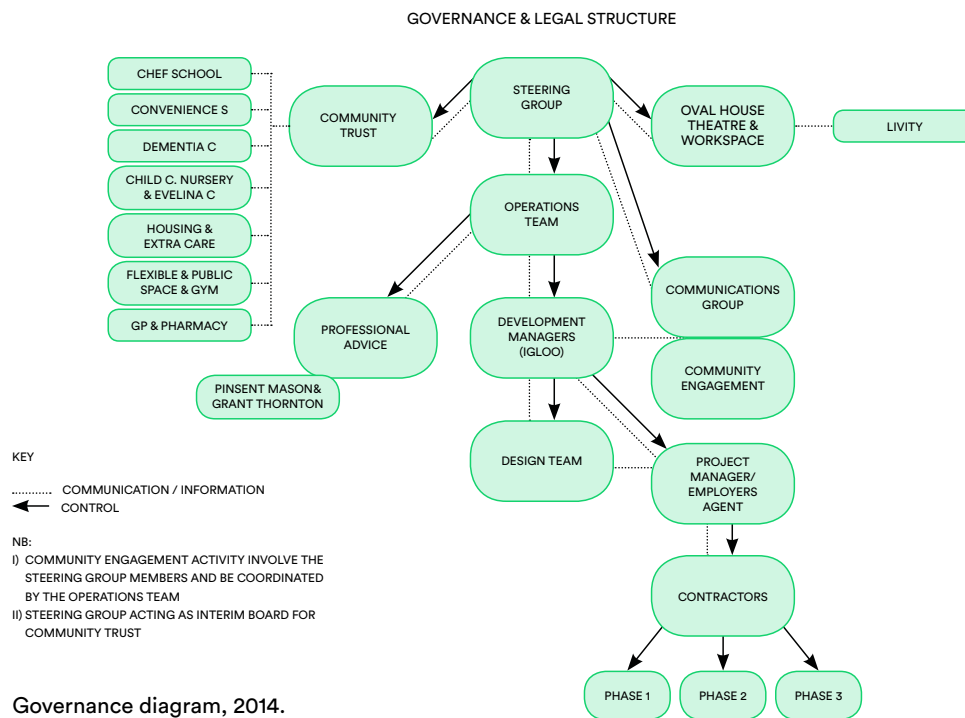 GOVERNANCE & LEGAL STRUCTURE
CHEF SCHOOL
CONVENIENCE S
DEMENTIA C
CHILD C. NURSERY
& EVELINA C
HOUSING &
EXTRA CARE
FLEXIBLE & PUBLIC
SPACE & GYM
GP & PHARMACY
COMMUNITY
TRUST
STEERING
GROUP
OVAL HOUSE
THEATRE &
WORKSPACE
LIVITY
OPERATIONS
TEAM
COMMUNICATIONS
GROUP
PROFESSIONAL
ADVICE
DEVELOPMENT
MANAGERS
(IGLOO)
COMMUNITY
ENGAGEMENT
PINSENT MASON&
GRANT THORNTON
DESIGN TEAM
PROJECT
MANAGER/
EMPLOYERS
AGENT
CONTRACTORS
PHASE 1
PHASE 2
PHASE 3
KEY
COMMUNICATION / INFORMATION
CONTROL
NB:
I) COMMUNITY ENGAGEMENT ACTIVITY INVOLVE THE
STEERING GROUP MEMBERS AND BE COORDINATED
BY THE OPERATIONS TEAM
II) STEERING GROUP ACTING AS INTERIM BOARD FOR
COMMUNITY TRUST
Governance diagram, 2014.